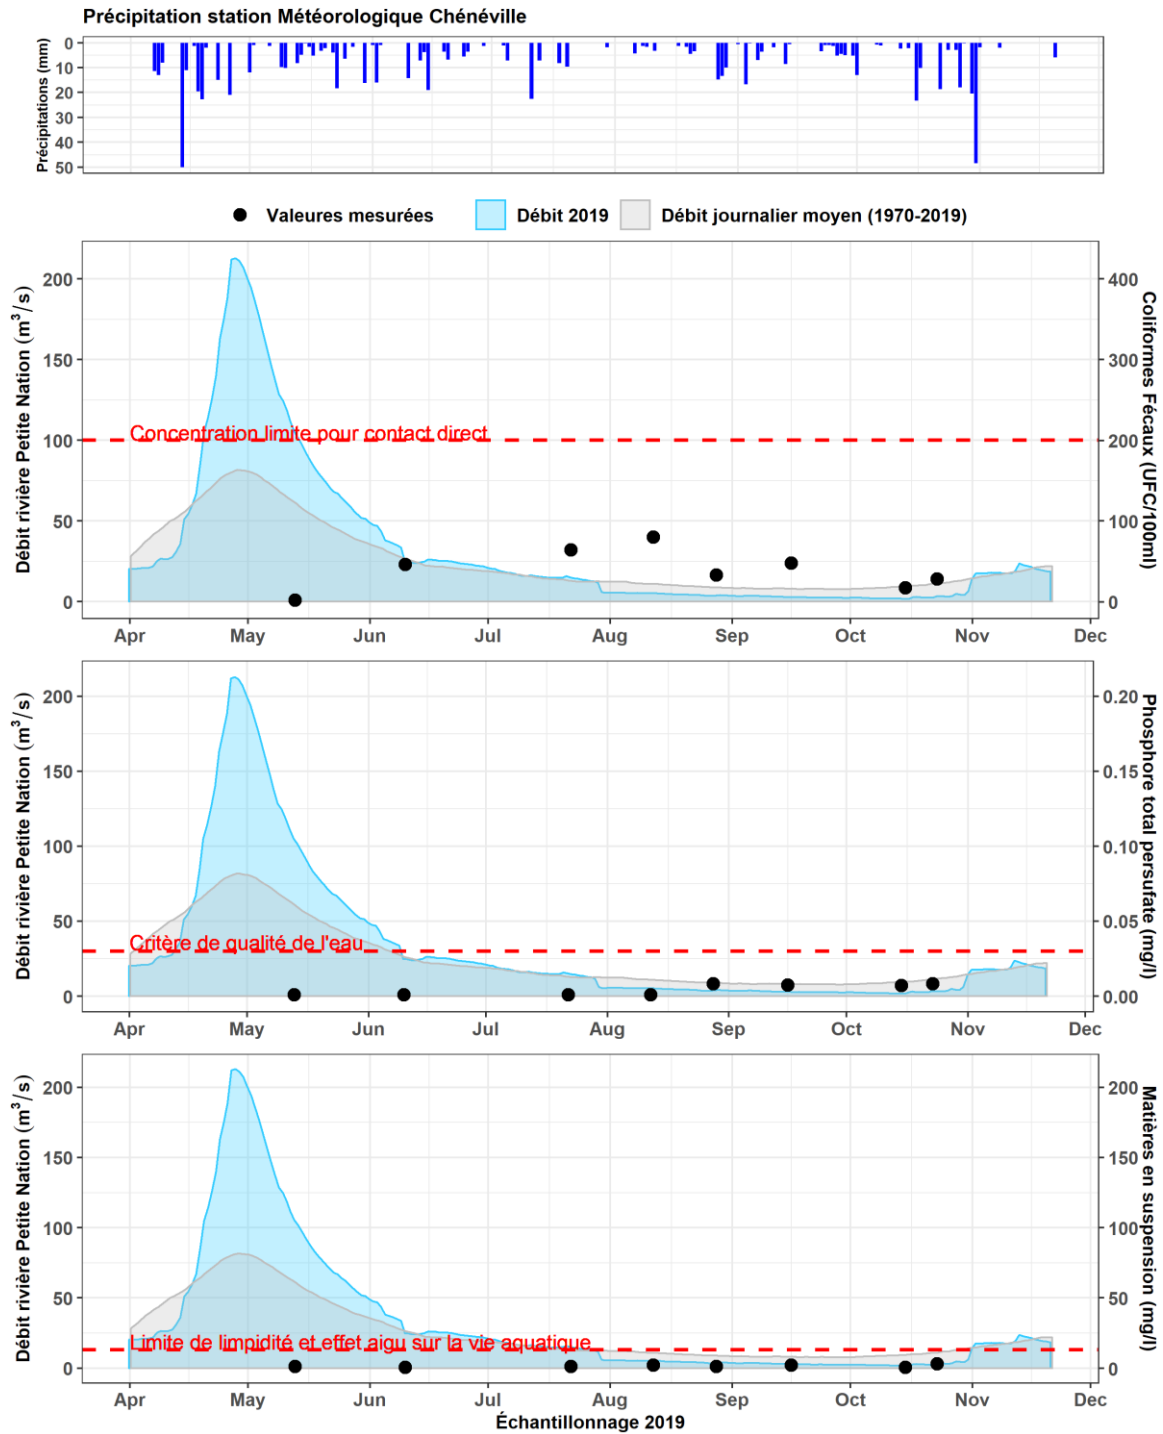 Précipitation station Météorologique Chénéville
Précipitations (mm)
0
10
20
30
40
50
Valeures mesurées
Débit 2019
Débit journalier moyen (1970-2019)
Débit rivière Petite Nation (m³/s)
200
150
100
50
0
Concentration limite pour contact direct
400
300
200
100
0
Coliformes Fécaux (UFC/100ml)
Apr May Jun Jul Aug Sep Oct Nov Dec
Débit rivière Petite Nation (m³/s)
200
150
100
50
0
Critère de qualité de l'eau
0.20
0.15
0.10
0.05
0.00
Phosphore total persufate (mg/l)
Apr May Jun Jul Aug Sep Oct Nov Dec
Débit rivière Petite Nation (m³/s)
200
150
100
50
0
Limite de limpidité et effet aigu sur la vie aquatique
200
150
100
50
0
Matières en suspension (mg/l)
Apr May Jun Jul Aug Sep Oct Nov Dec
Échantillonnage 2019